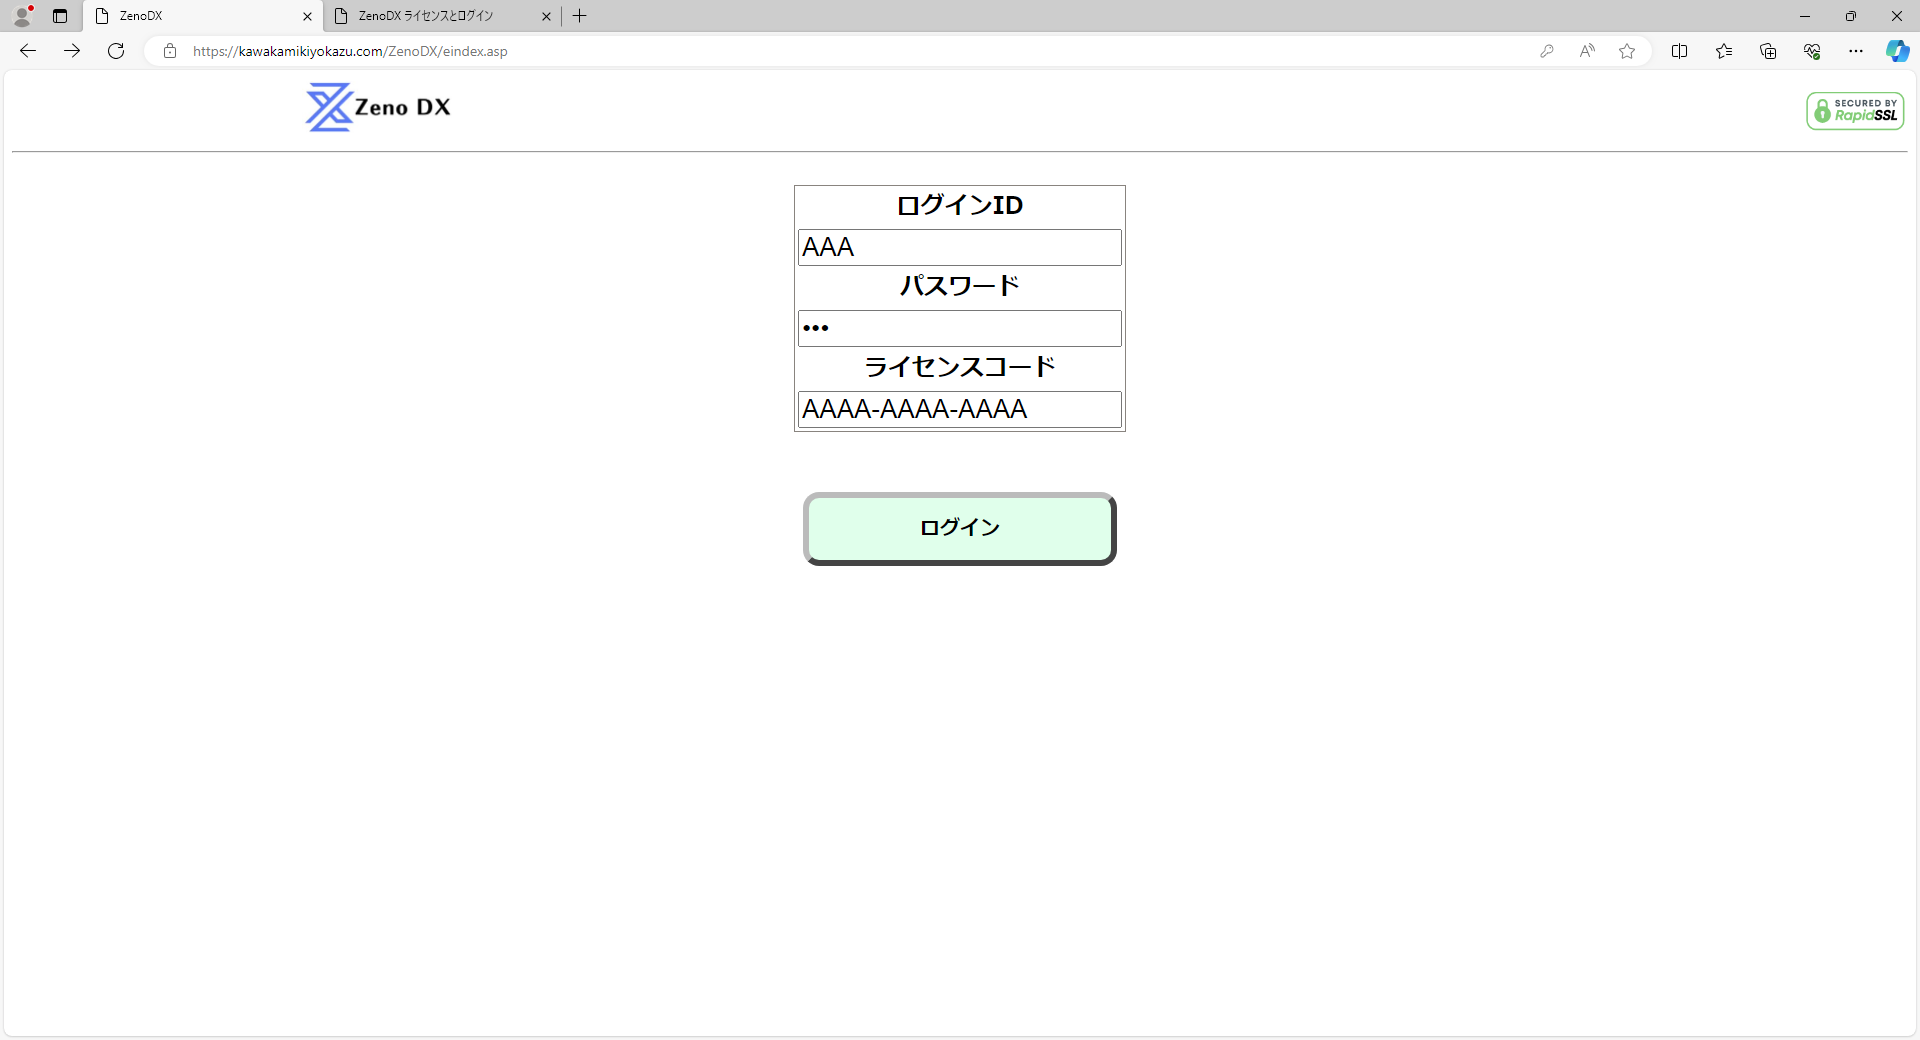 ZenoDX
ZenoDX ライセンスとログイン
https://kawakamikiyokazu.com/ZenoDX/eindex.asp
Zeno DX
SECURED BY
RapidSSL
ログインID
AAA
パスワード
•••
ライセンスコード
AAAA-AAAA-AAAA
ログイン